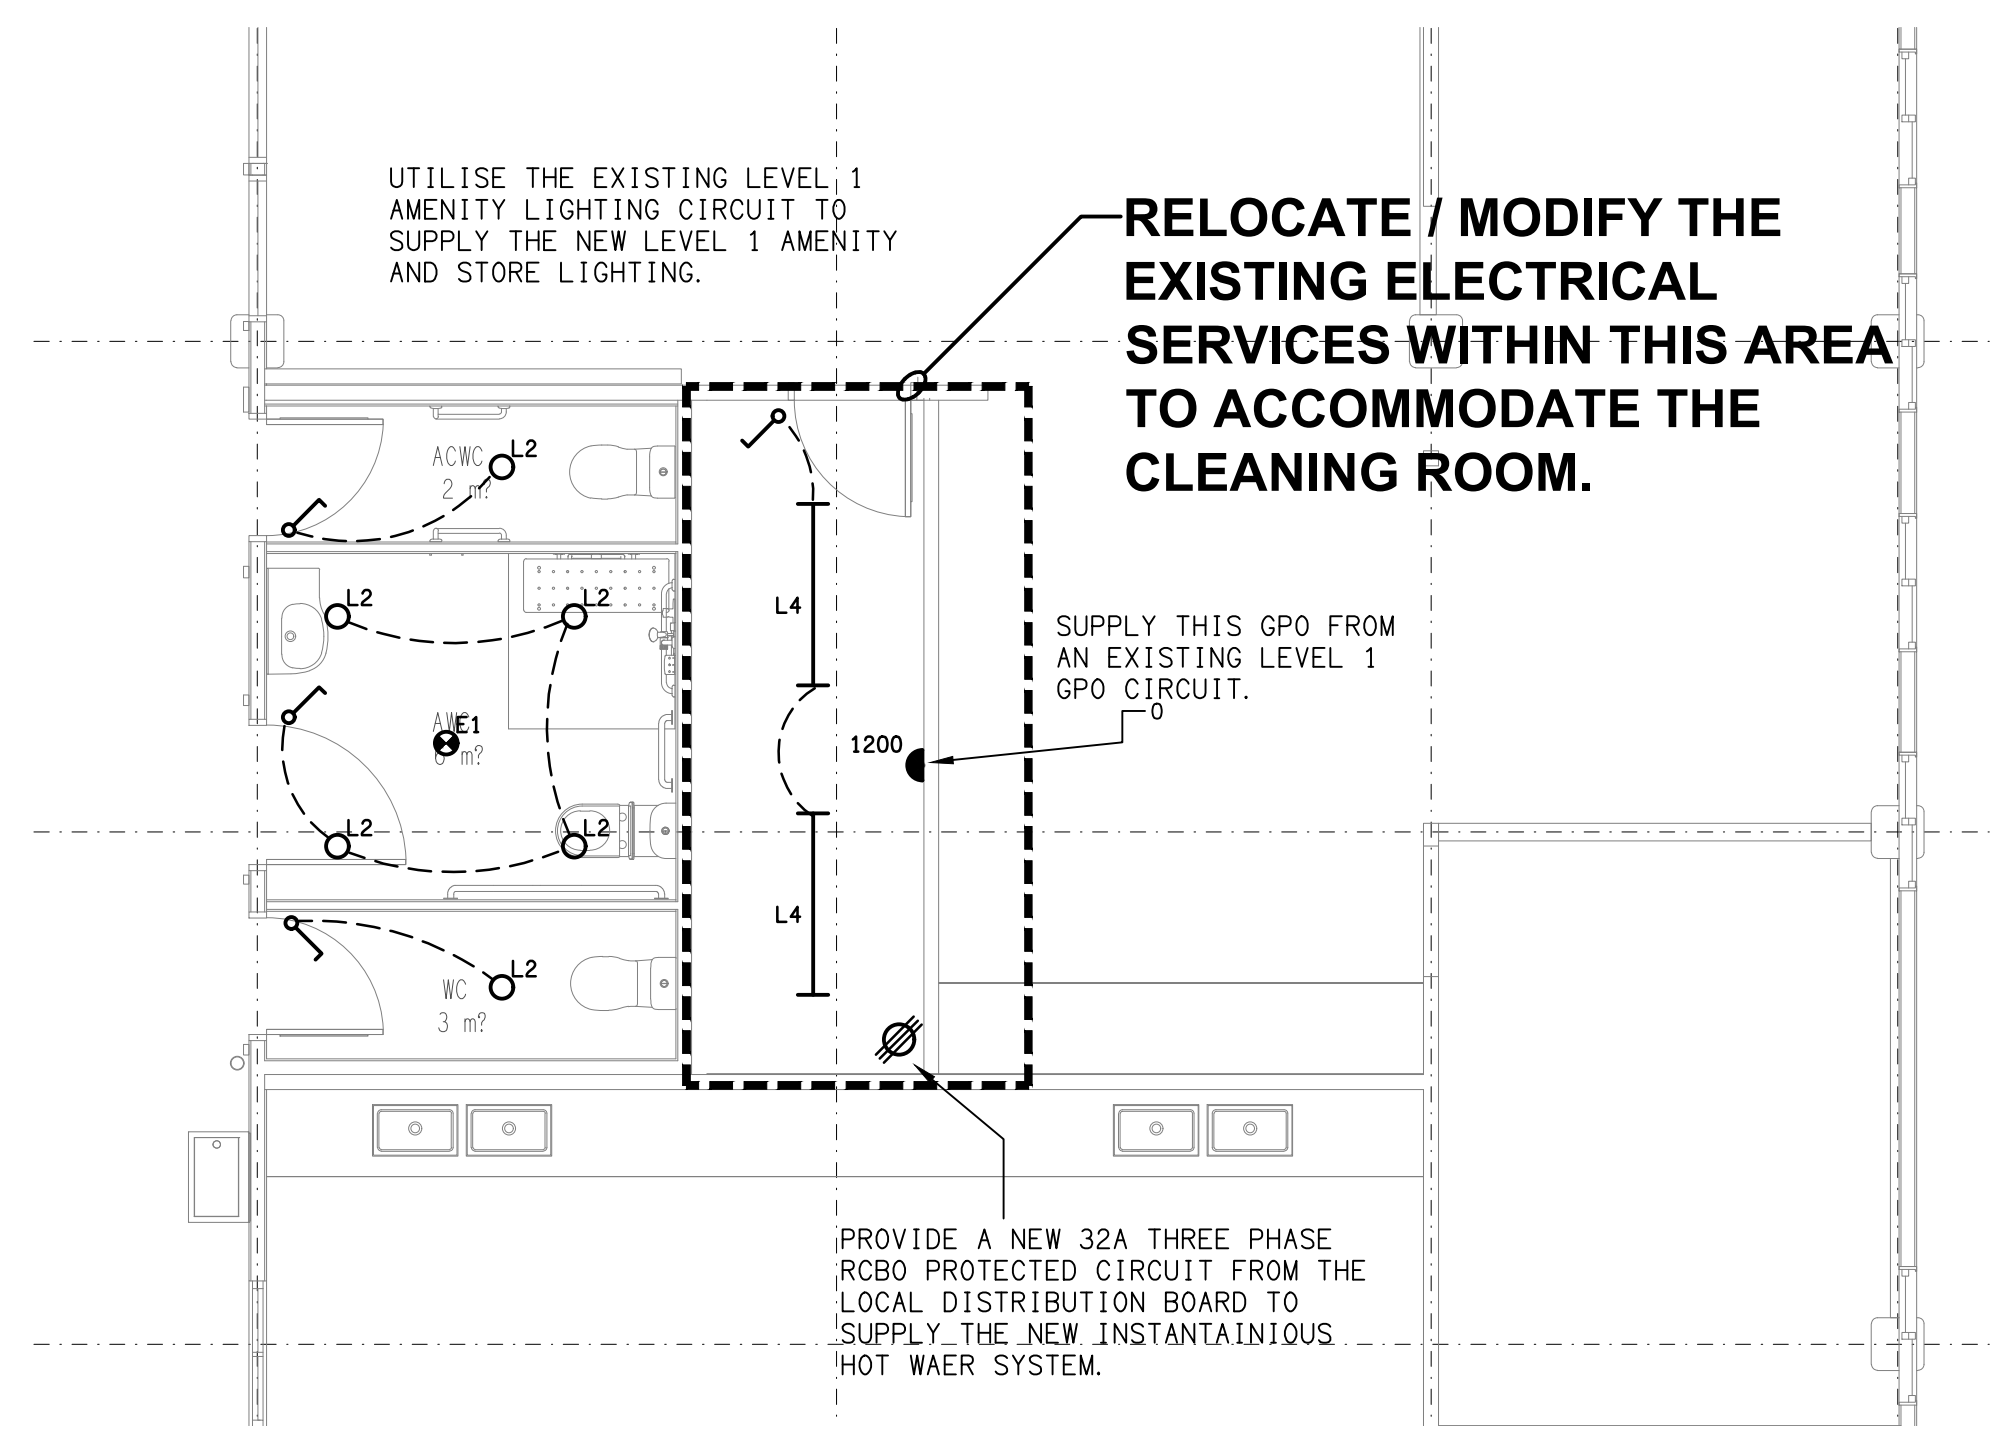 UTILISE THE EXISTING LEVEL 1
AMENITY LIGHTING CIRCUIT TO
SUPPLY THE NEW LEVEL 1 AMENITY
AND STORE LIGHTING.
RELOCATE / MODIFY THE
EXISTING ELECTRICAL
SERVICES WITHIN THIS AREA
TO ACCOMMODATE THE
CLEANING ROOM.
ACWC
2 m?
L2
L2
L2
L4
SUPPLY THIS GPO FROM
AN EXISTING LEVEL 1
GPO CIRCUIT.
0
AWC
6 m?
E1
1200
L2
L2
L4
WC
3 m?
L2
PROVIDE A NEW 32A THREE PHASE
RCBO PROTECTED CIRCUIT FROM THE
LOCAL DISTRIBUTION BOARD TO
SUPPLY THE NEW INSTANTAINIOUS
HOT WAER SYSTEM.